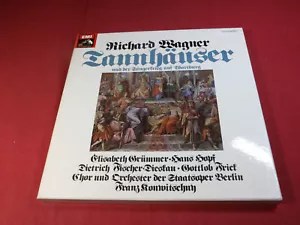 EMI
Richard Wagner
Tannhäuser
und der Sängerkrieg auf Wartburg
Elisabeth Grümmer · Hans Hopf
Dietrich Fischer-Dieskau · Gottlob Frick
Chor und Orchester der Staatsoper Berlin
Franz Konwitschny